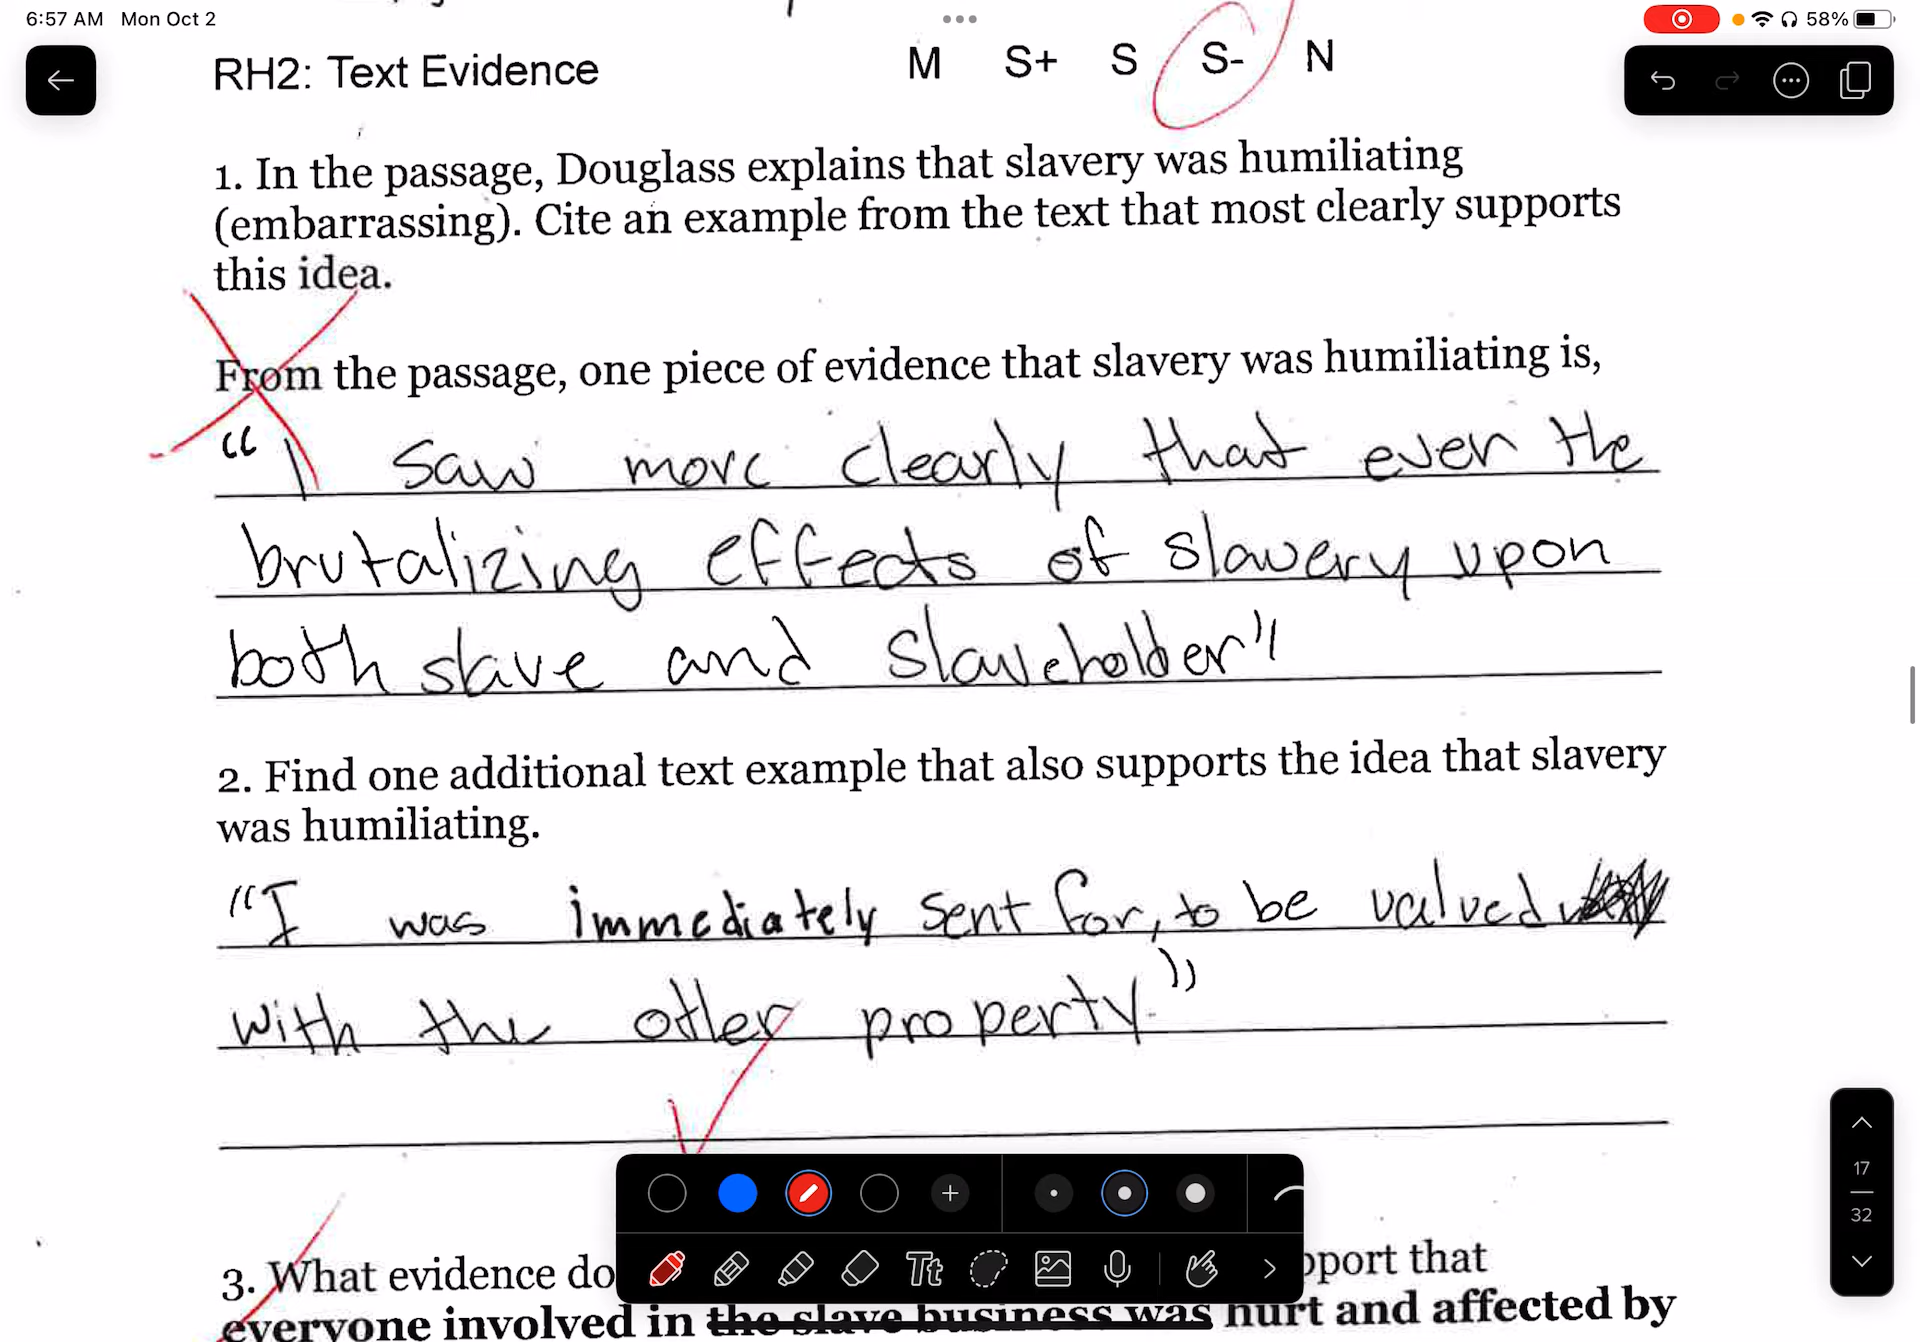 6:57 AM Mon Oct 2
58%
RH2: Text Evidence M S+ S S- N
1. In the passage, Douglass explains that slavery was humiliating
(embarrassing). Cite an example from the text that most clearly supports
this idea.
From the passage, one piece of evidence that slavery was humiliating is,
"I saw more clearly that ever the
brutalizing effects of slavery upon
both slave and slaveholder"
2. Find one additional text example that also supports the idea that slavery
was humiliating.
"I was immediately sent for, to be valued
with the other property."
17
32
3. What evidence do pport that
everyone involved in the slave business was hurt and affected by
Tt